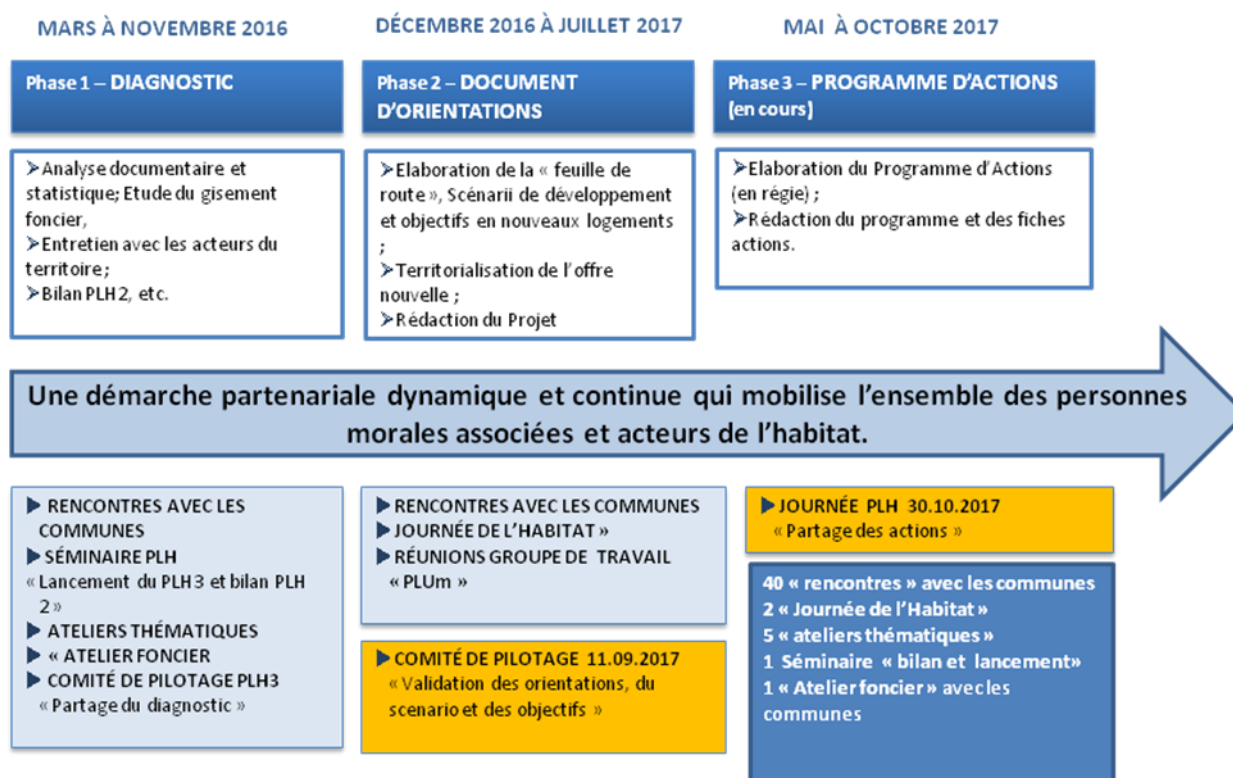 MARS À NOVEMBRE 2016
DÉCEMBRE 2016 À JUILLET 2017
MAI À OCTOBRE 2017
Phase 1 – DIAGNOSTIC
Phase 2 – DOCUMENT
D'ORIENTATIONS
Phase 3 – PROGRAMME D'ACTIONS
(en cours)
➢Analyse documentaire et
statistique; Etude du gisement
foncier,
➢Entretien avec les acteurs du
territoire ;
➢Bilan PLH 2, etc.
➢Elaboration de la « feuille de
route », Scénarii de développement
et objectifs en nouveaux logements
;
➢Territorialisation de l'offre
nouvelle ;
➢Rédaction du Projet
➢Elaboration du Programme d'Actions
(en régie) ;
➢Rédaction du programme et des fiches
actions.
Une démarche partenariale dynamique et continue qui mobilise l'ensemble des personnes
morales associées et acteurs de l'habitat.
▶ RENCONTRES AVEC LES
COMMUNES
▶ SÉMINAIRE PLH
« Lancement du PLH 3 et bilan PLH
2 »
▶ ATELIERS THÉMATIQUES
▶ « ATELIER FONCIER
▶ COMITÉ DE PILOTAGE PLH3
« Partage du diagnostic »
▶ RENCONTRES AVEC LES COMMUNES
▶ JOURNÉE DE L'HABITAT »
▶ RÉUNIONS GROUPE DE TRAVAIL
« PLUm »
▶ COMITÉ DE PILOTAGE 11.09.2017
« Validation des orientations, du
scenario et des objectifs »
▶ JOURNÉE PLH 30.10.2017
« Partage des actions »
40 « rencontres » avec les communes
2 « Journée de l'Habitat »
5 « ateliers thématiques »
1 Séminaire « bilan et lancement»
1 « Atelier foncier » avec les
communes